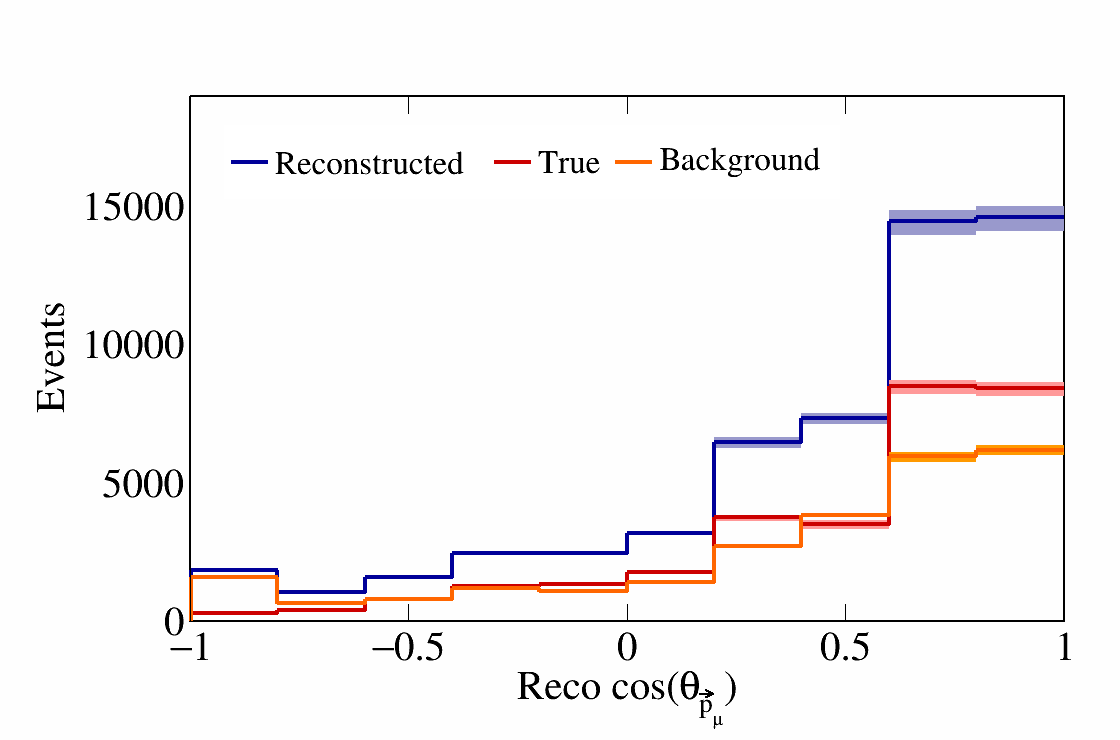 Reconstructed True Background
15000
10000
5000
0
Events
−1 −0.5 0 0.5 1
Reco cos(θp⃗μ)